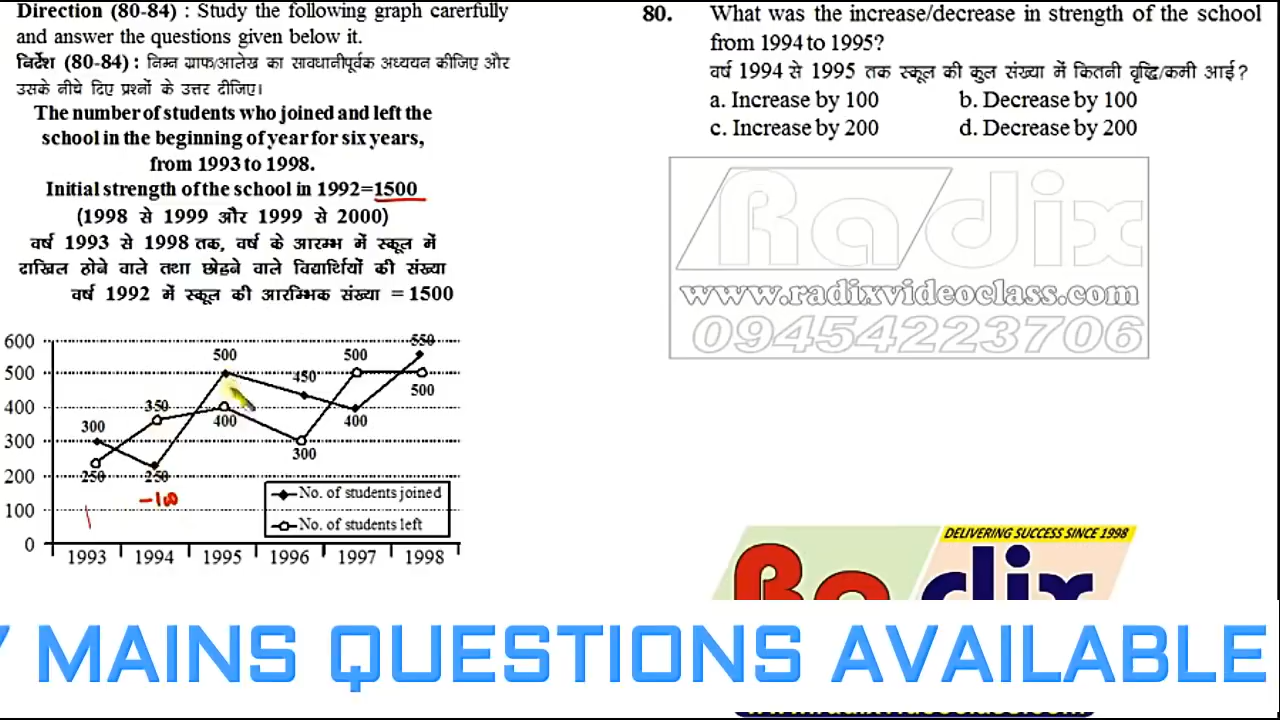 Direction (80-84) : Study the following graph carerfully
and answer the questions given below it.
निर्देश (80-84) : निम्न ग्राफ/आलेख का सावधानीपूर्वक अध्ययन कीजिए और
उसके नीचे दिए प्रश्नों के उत्तर दीजिए।
The number of students who joined and left the
school in the beginning of year for six years,
from 1993 to 1998.
Initial strength of the school in 1992=1500
(1998 से 1999 और 1999 से 2000)
वर्ष 1993 से 1998 तक, वर्ष के आरम्भ में स्कूल में
दाखिल होने वाले तथा छोडने वाले विद्यार्थियों की संख्या
वर्ष 1992 में स्कूल की आरम्भिक संख्या = 1500
600
500
400
300
200
100
0
300
250
350
250
500
400
450
300
500
400
550
500
-100
No. of students joined
No. of students left
1993 1994 1995 1996 1997 1998
80. What was the increase/decrease in strength of the school
from 1994 to 1995?
वर्ष 1994 से 1995 तक स्कूल की कुल संख्या में कितनी वृद्धि/कमी आई?
a. Increase by 100 b. Decrease by 100
c. Increase by 200 d. Decrease by 200
Radix
www.radixvideoclass.com
09454223706
DELIVERING SUCCESS SINCE 1998
Radix
MAINS QUESTIONS AVAILABLE